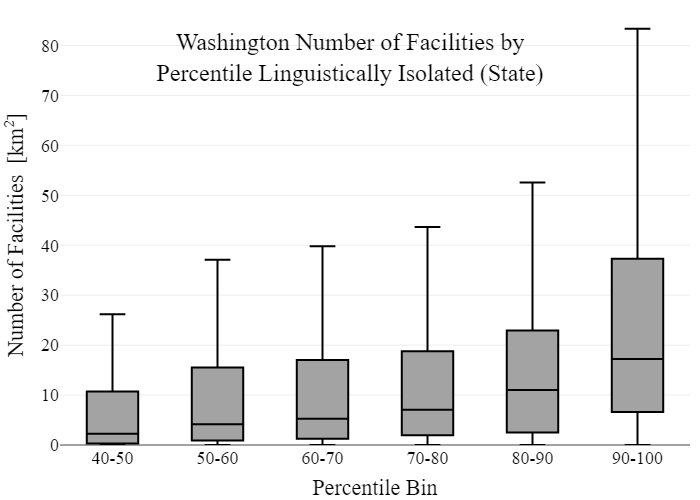 Washington Number of Facilities by
Percentile Linguistically Isolated (State)
Number of Facilities [km²]
80
70
60
50
40
30
20
10
0
40-50 50-60 60-70 70-80 80-90 90-100
Percentile Bin